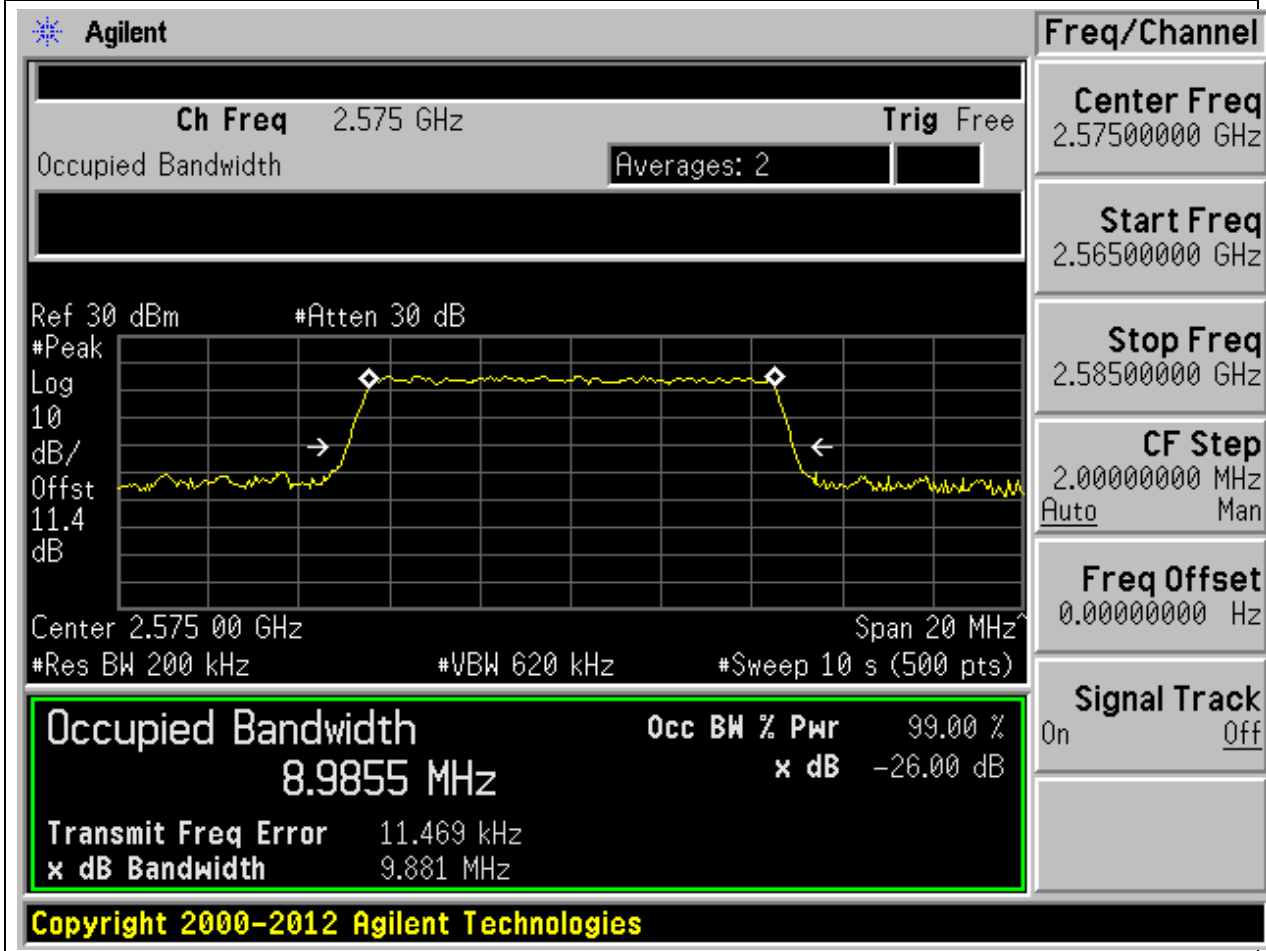 Agilent
Freq/Channel
Ch Freq 2.575 GHz Trig Free
Occupied Bandwidth Averages: 2
Center Freq
2.57500000 GHz
Start Freq
2.56500000 GHz
Stop Freq
2.58500000 GHz
CF Step
2.00000000 MHz
Auto Man
Freq Offset
0.00000000 Hz
Signal Track
On Off
Ref 30 dBm #Atten 30 dB
#Peak
Log
10
dB/
Offst
11.4
dB
Center 2.575 00 GHz Span 20 MHz^
#Res BW 200 kHz #VBW 620 kHz #Sweep 10 s (500 pts)
Occupied Bandwidth
8.9855 MHz
Occ BW % Pwr 99.00 %
x dB -26.00 dB
Transmit Freq Error 11.469 kHz
x dB Bandwidth 9.881 MHz
Copyright 2000-2012 Agilent Technologies